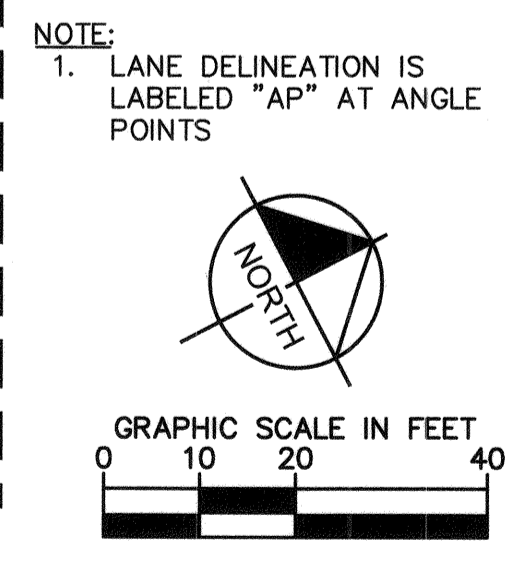 NOTE:
1. LANE DELINEATION IS
LABELED "AP" AT ANGLE
POINTS
NORTH
GRAPHIC SCALE IN FEET
0 10 20 40